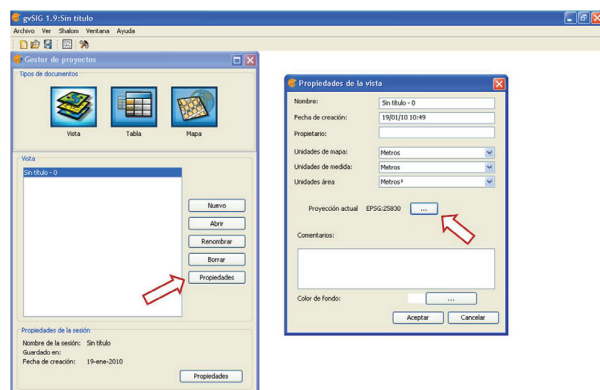 gvSIG 1.9:Sin título
Archivo Ver Shalom Ventana Ayuda
Gestor de proyectos
Tipos de documentos
Vista Tabla Mapa
Vista
Sin título - 0
Nuevo
Abrir
Renombrar
Borrar
Propiedades
Propiedades de la sesión
Nombre de la sesión: Sin título
Guardado en:
Fecha de creación: 19-ene-2010
Propiedades
Propiedades de la vista
Nombre: Sin título - 0
Fecha de creación: 19/01/10 10:49
Propietario:
Unidades de mapa: Metros
Unidades de medida: Metros
Unidades área Metros²
Proyección actual EPSG:25830 ...
Comentarios:
Color de fondo: ...
Aceptar Cancelar